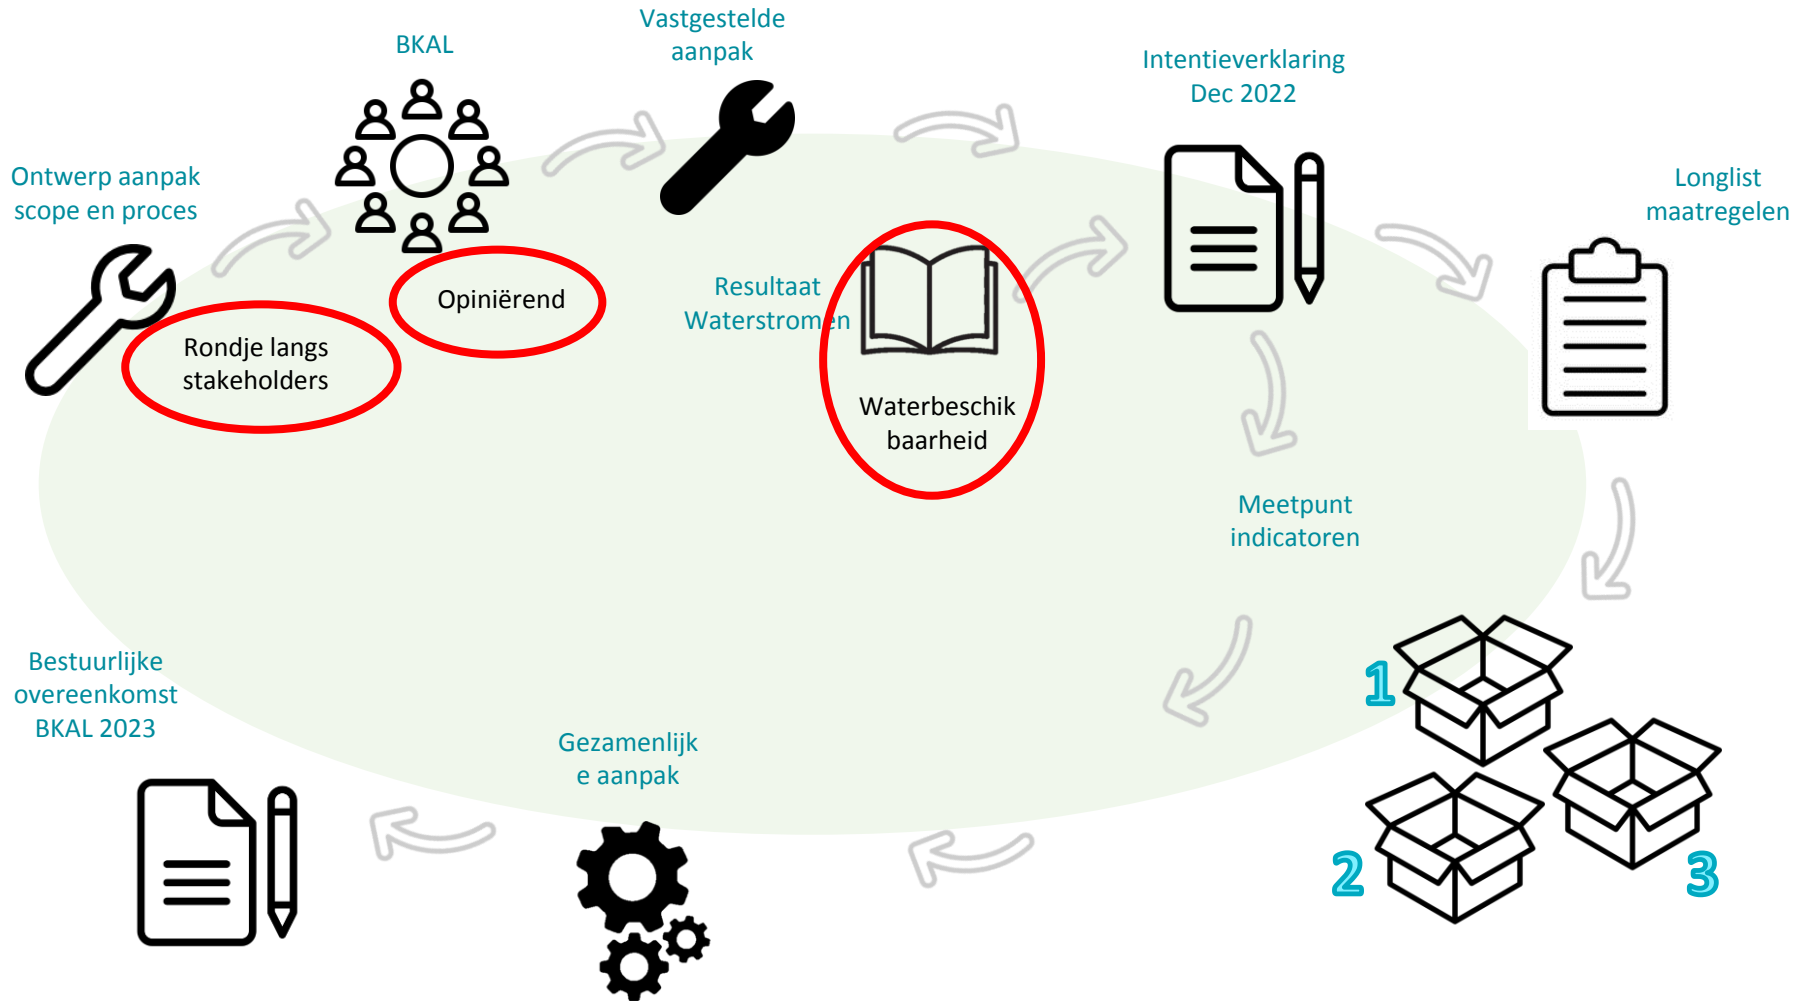 Ontwerp aanpak
scope en proces
Rondje langs
stakeholders
BKAL
Opiniërend
Vastgestelde
aanpak
Resultaat
Waterstromen
Waterbeschik
baarheid
Intentieverklaring
Dec 2022
Longlist
maatregelen
Meetpunt
indicatoren
1
2
3
Gezamenlijk
e aanpak
Bestuurlijke
overeenkomst
BKAL 2023